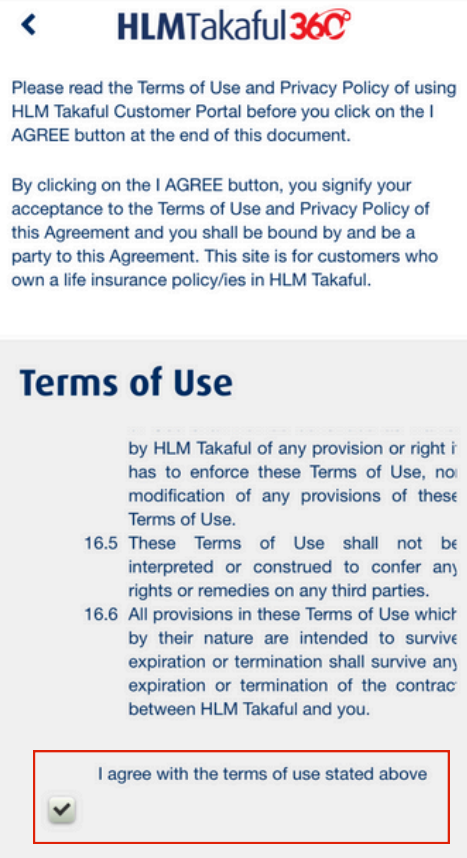 HLMTakaful360°
Please read the Terms of Use and Privacy Policy of using
HLM Takaful Customer Portal before you click on the I
AGREE button at the end of this document.
By clicking on the I AGREE button, you signify your
acceptance to the Terms of Use and Privacy Policy of
this Agreement and you shall be bound by and be a
party to this Agreement. This site is for customers who
own a life insurance policy/ies in HLM Takaful.
Terms of Use
by HLM Takaful of any provision or right
has to enforce these Terms of Use,
modification of any provisions of these
Terms of Use.
16.5 These Terms of Use shall not be
interpreted or construed to confer any
rights or remedies on any third parties.
16.6 All provisions in these Terms of Use which
by their nature are intended to survive
expiration or termination shall survive any
expiration or termination of the
between HLM Takaful and you.
I agree with the terms of use stated above